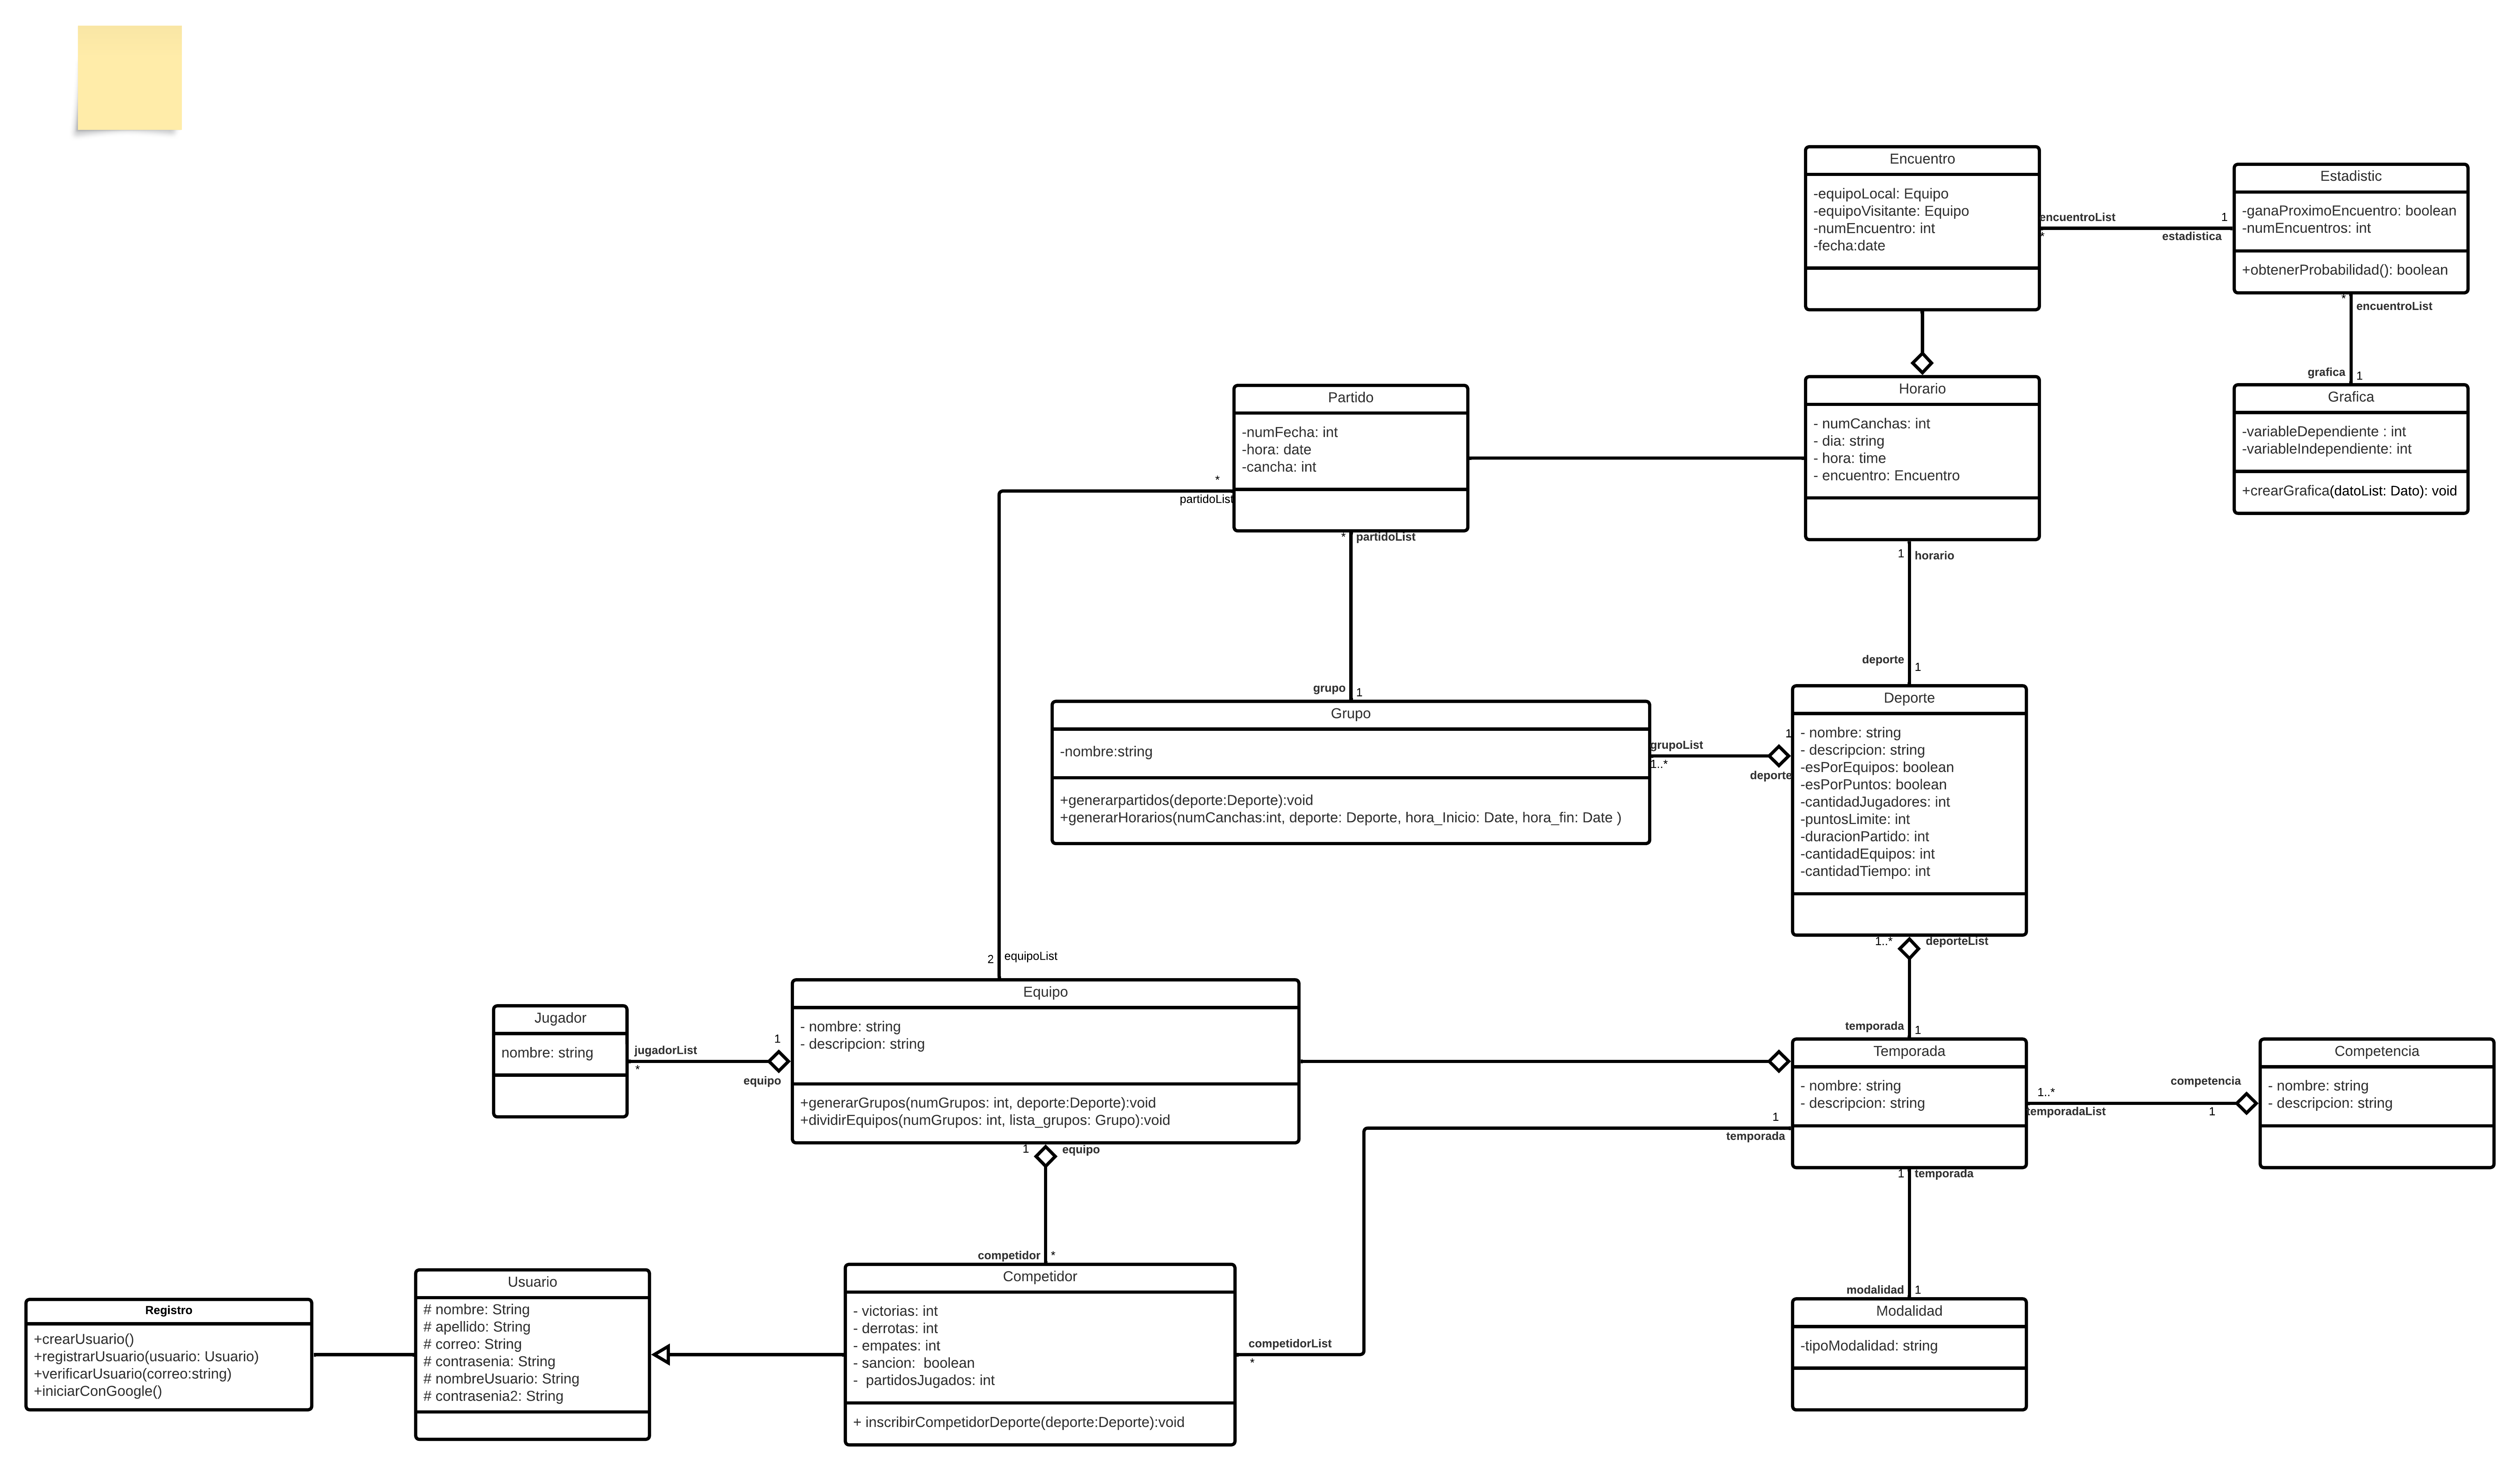 Encuentro
-equipoLocal: Equipo
-equipoVisitante: Equipo
-numEncuentro: int
-fecha:date
encuentroList
*
1
estadistica
Estadistic
-ganaProximoEncuentro: boolean
-numEncuentros: int
+obtenerProbabilidad(): boolean
*
encuentroList
grafica
1
Grafica
-variableDependiente : int
-variableIndependiente: int
+crearGrafica(datoList: Dato): void
Partido
-numFecha: int
-hora: date
-cancha: int
*
partidoList
* partidoList
Horario
- numCanchas: int
- dia: string
- hora: time
- encuentro: Encuentro
1 horario
deporte
1
grupo
1
Grupo
-nombre:string
+generarpartidos(deporte:Deporte):void
+generarHorarios(numCanchas:int, deporte: Deporte, hora_Inicio: Date, hora_fin: Date )
grupoList
1..*
1
deporte
Deporte
- nombre: string
- descripcion: string
-esPorEquipos: boolean
-esPorPuntos: boolean
-cantidadJugadores: int
-puntosLimite: int
-duracionPartido: int
-cantidadEquipos: int
-cantidadTiempo: int
1..* deporteList
temporada
1
2 equipoList
Jugador
nombre: string
jugadorList
*
1
equipo
Equipo
- nombre: string
- descripcion: string
+generarGrupos(numGrupos: int, deporte:Deporte):void
+dividirEquipos(numGrupos: int, lista_grupos: Grupo):void
1 equipo
Temporada
- nombre: string
- descripcion: string
1
temporada
1..*
temporadaList
competencia
1
Competencia
- nombre: string
- descripcion: string
1 temporada
modalidad 1
Modalidad
-tipoModalidad: string
competidor *
Competidor
- victorias: int
- derrotas: int
- empates: int
- sancion:  boolean
-  partidosJugados: int
+ inscribirCompetidorDeporte(deporte:Deporte):void
competidorList
*
Usuario
# nombre: String
# apellido: String
# correo: String
# contrasenia: String
# nombreUsuario: String
# contrasenia2: String
Registro
+crearUsuario()
+registrarUsuario(usuario: Usuario)
+verificarUsuario(correo:string)
+iniciarConGoogle()